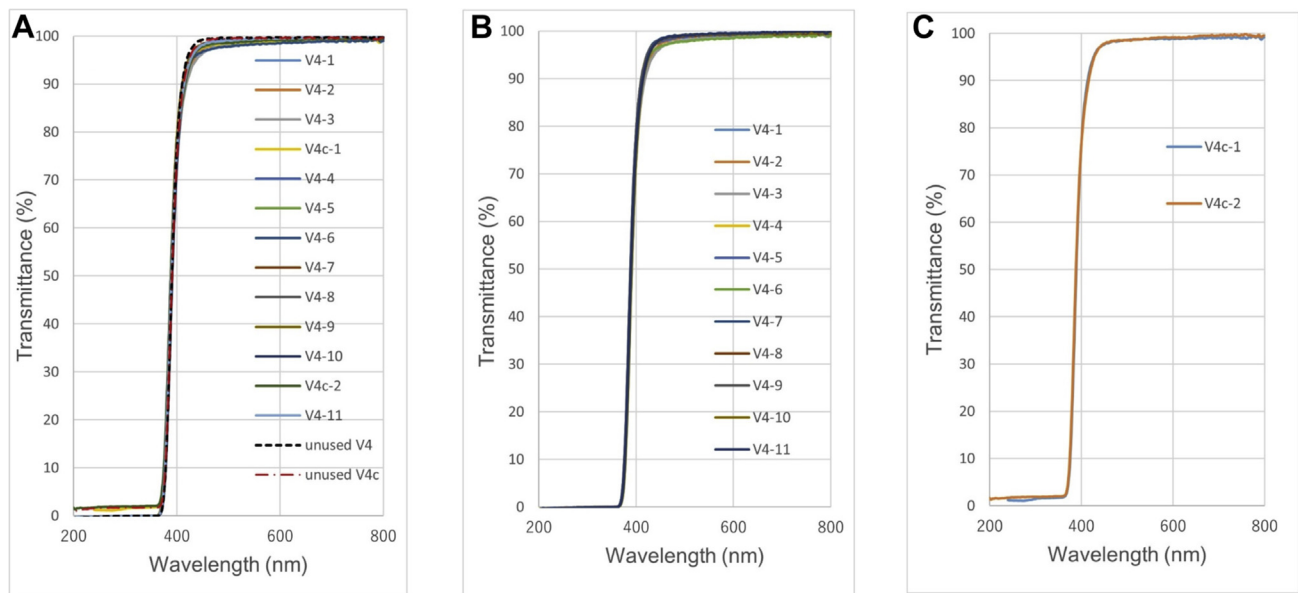 A
100
90
80
70
60
50
40
30
20
10
0
Transmittance (%)
V4-1
V4-2
V4-3
V4c-1
V4-4
V4-5
V4-6
V4-7
V4-8
V4-9
V4-10
V4c-2
V4-11
unused V4
unused V4c
200 400 600 800
Wavelength (nm)
B
100
90
80
70
60
50
40
30
20
10
0
Transmittance (%)
V4-1
V4-2
V4-3
V4-4
V4-5
V4-6
V4-7
V4-8
V4-9
V4-10
V4-11
200 400 600 800
Wavelength (nm)
C
100
90
80
70
60
50
40
30
20
10
0
Transmittance (%)
V4c-1
V4c-2
200 400 600 800
Wavelength (nm)